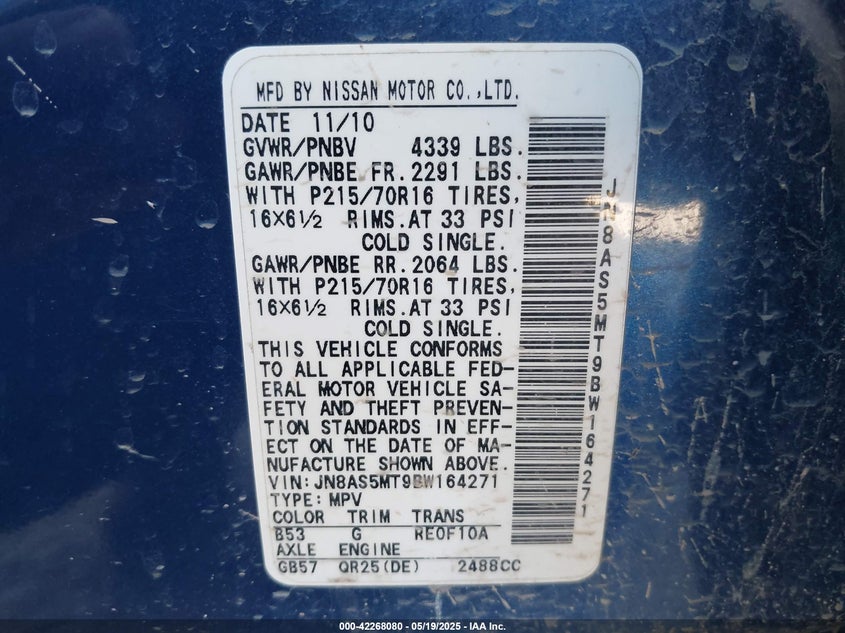 MFD BY NISSAN MOTOR CO.,LTD.
DATE 11/10
GVWR/PNBV 4339 LBS.
GAWR/PNBE FR.2291 LBS.
WITH P215/70R16 TIRES,
16X6½ RIMS.AT 33 PSI
COLD SINGLE.
GAWR/PNBE RR.2064 LBS.
WITH P215/70R16 TIRES,
16X6½ RIMS.AT 33 PSI
COLD SINGLE.
THIS VEHICLE CONFORMS
TO ALL APPLICABLE FED-
ERAL MOTOR VEHICLE SA-
FETY AND THEFT PREVEN-
TION STANDARDS IN EFF-
ECT ON THE DATE OF MA-
NUFACTURE SHOWN ABOVE.
VIN:JN8AS5MT9BW164271
TYPE:MPV
COLOR TRIM TRANS
B53 G RE0F10A
AXLE ENGINE
GB57 QR25(DE) 2488CC
JN8AS5MT9BW164271
000-42268080 - 05/19/2025 - IAA Inc.